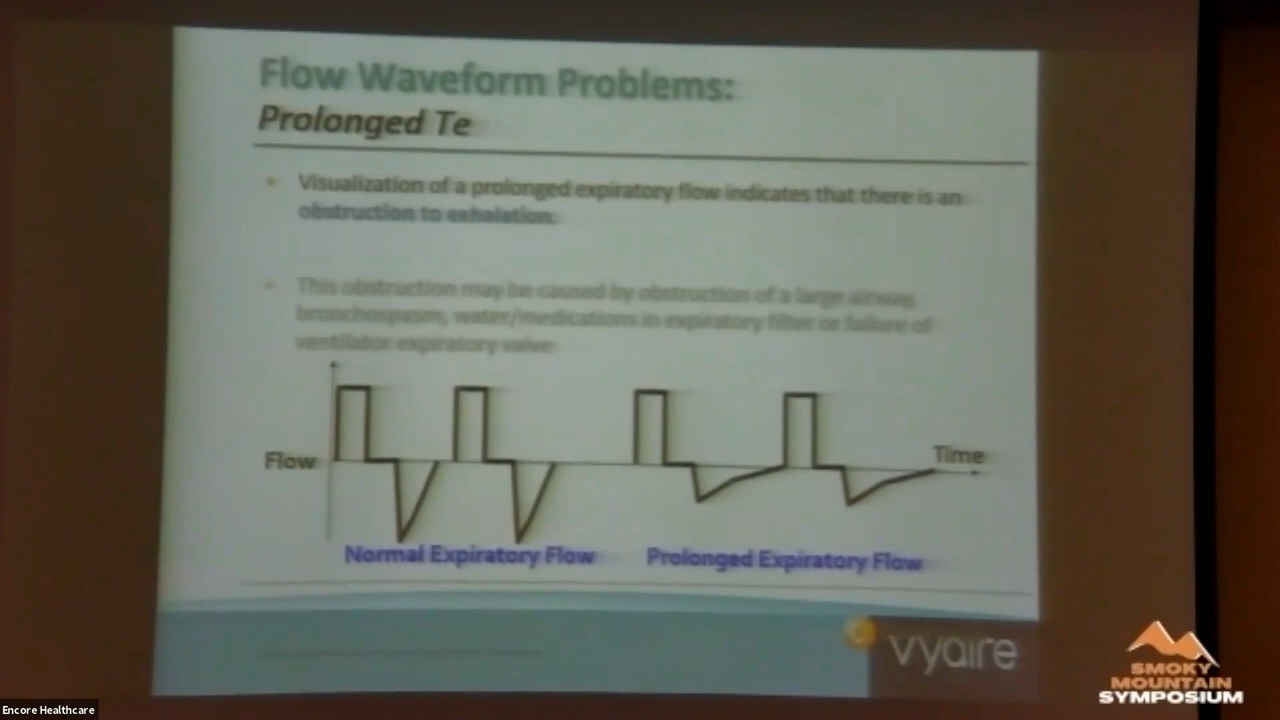 Flow Waveform Problems:
Prolonged Te
Visualization of a prolonged expiratory flow indicates that there is an
obstruction to exhalation.
This obstruction may be caused by obstruction of a large airway,
bronchospasm, water/medications in expiratory filter or failure of
ventilator expiratory valve
Flow
Time
Normal Expiratory Flow
Prolonged Expiratory Flow
vyaire
SMOKY
MOUNTAIN
SYMPOSIUM
Encore Healthcare